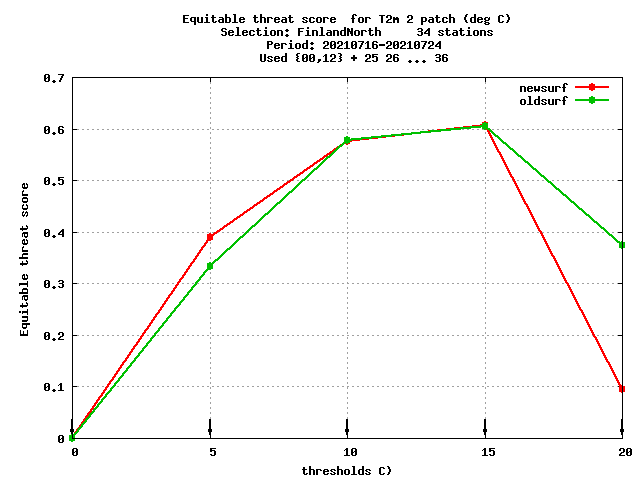 Equitable threat score  for T2m 2 patch (deg C)
Selection: FinlandNorth     34 stations
Period: 20210716-20210724
Used {00,12} + 25 26 ... 36
newsurf
oldsurf
Equitable threat score
0.7
0.6
0.5
0.4
0.3
0.2
0.1
0
0 5 10 15 20
thresholds C)